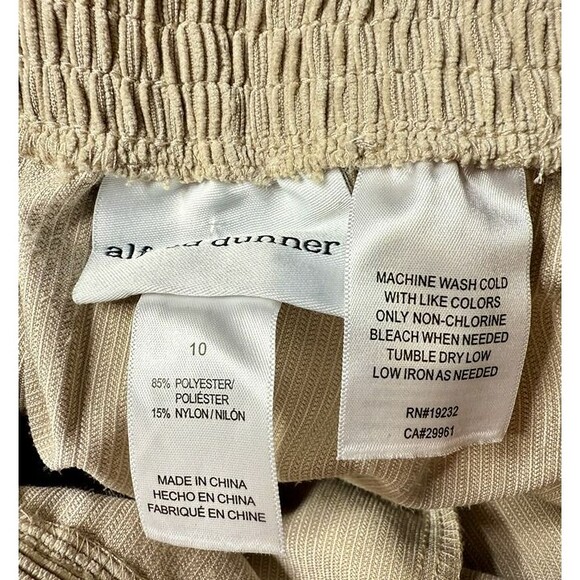 alfred dunner
10
85% POLYESTER/
POLIÉSTER
15% NYLON/NILÓN
MADE IN CHINA
HECHO EN CHINA
FABRIQUÉ EN CHINE
MACHINE WASH COLD
WITH LIKE COLORS
ONLY NON-CHLORINE
BLEACH WHEN NEEDED
TUMBLE DRY LOW
LOW IRON AS NEEDED
RN#19232
CA#29961